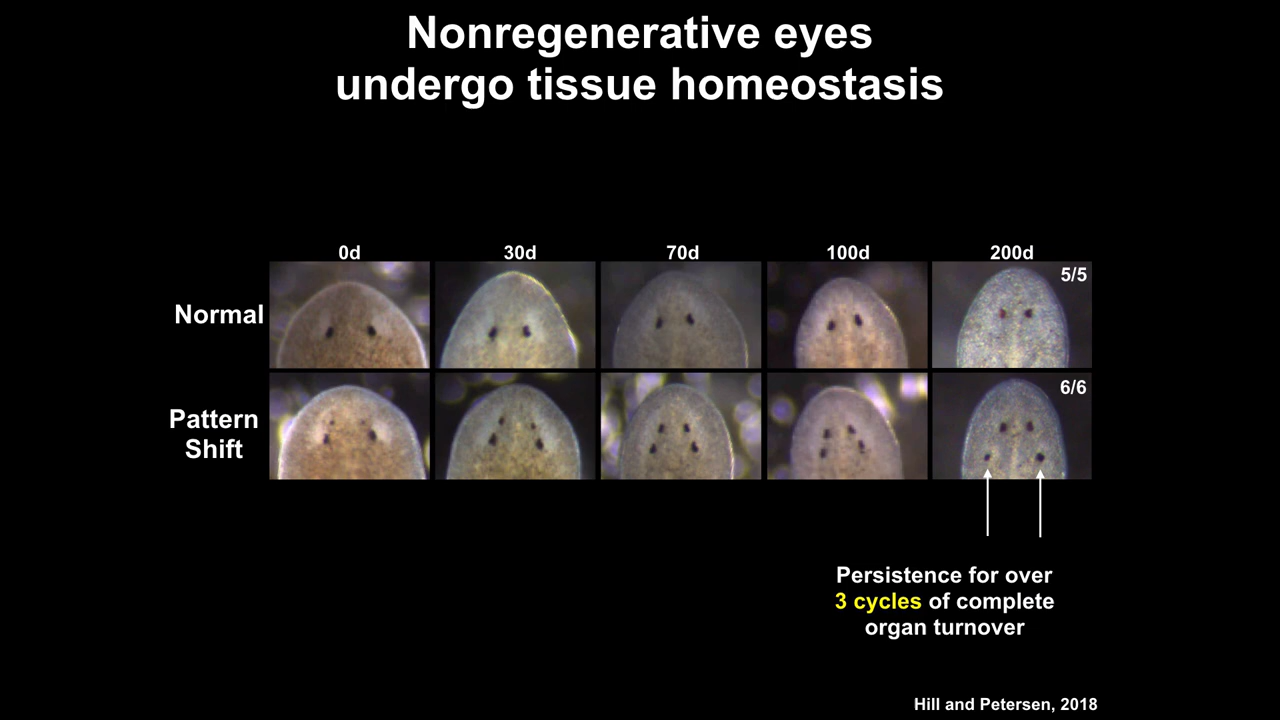 Nonregenerative eyes
undergo tissue homeostasis
0d 30d 70d 100d 200d
Normal
5/5
Pattern
Shift
6/6
Persistence for over
3 cycles of complete
organ turnover
Hill and Petersen, 2018